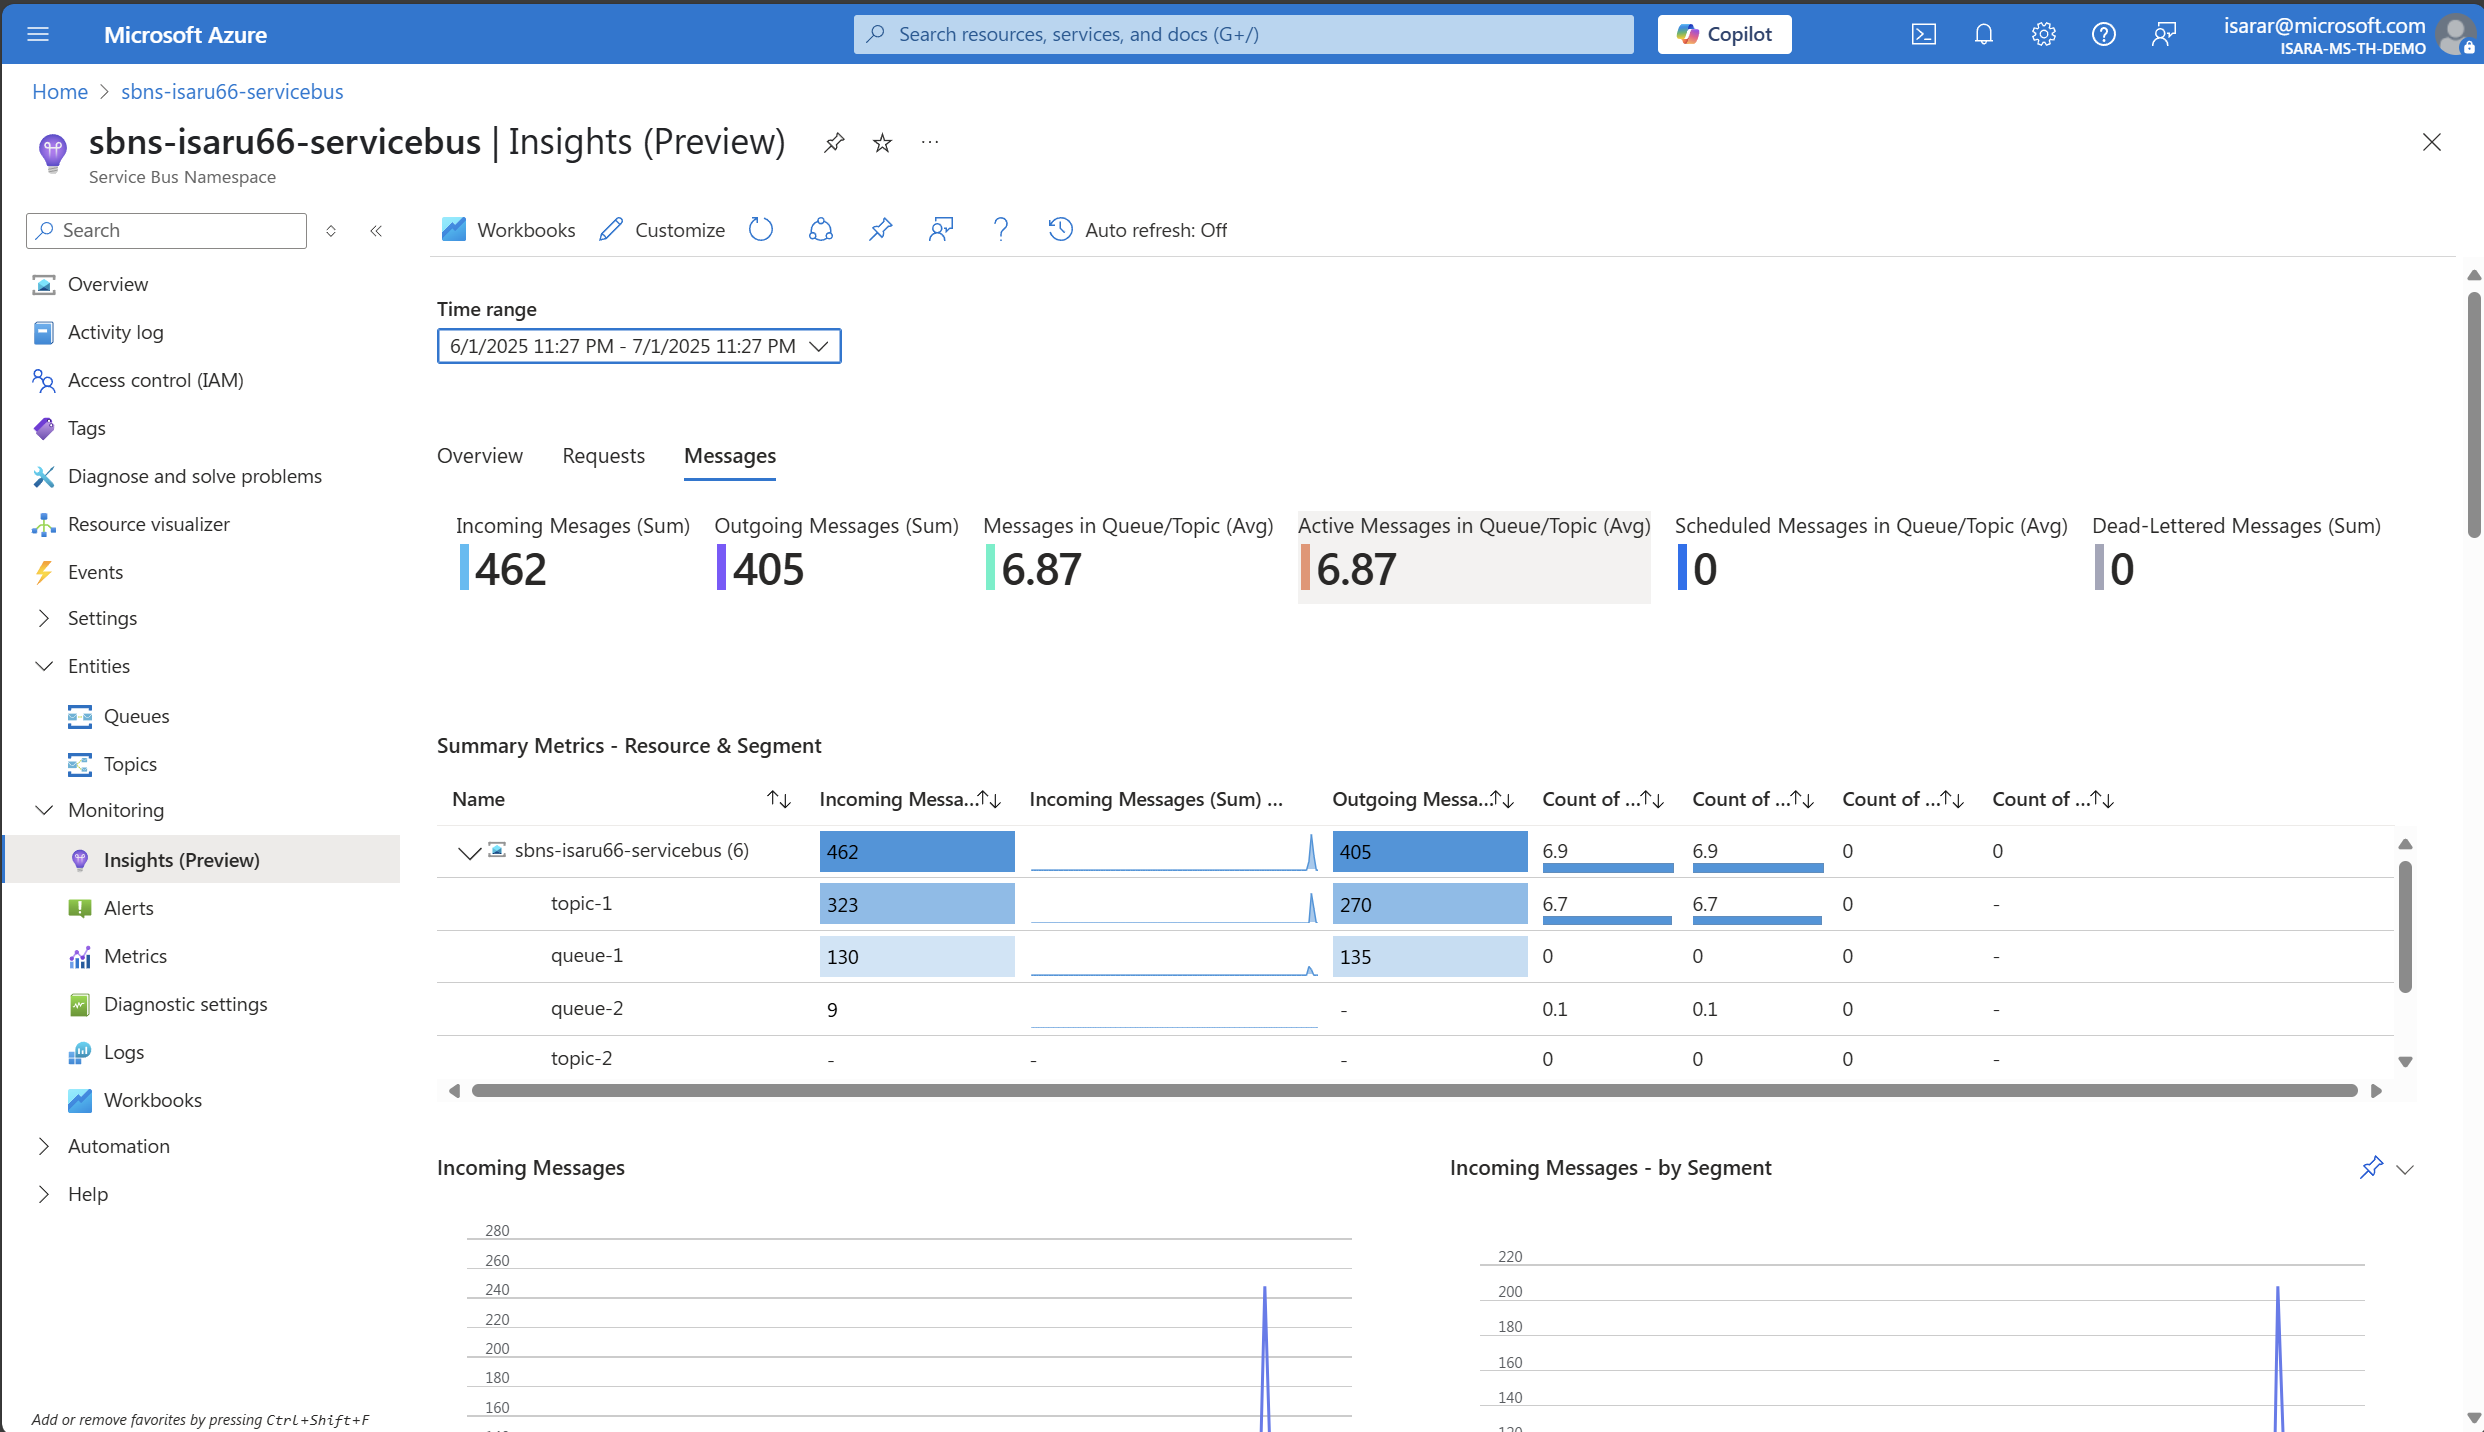 Microsoft Azure
Search resources, services, and docs (G+/)
Copilot
isarar@microsoft.com
ISARA-MS-TH-DEMO
Home > sbns-isaru66-servicebus
sbns-isaru66-servicebus | Insights (Preview)
Service Bus Namespace
Search
Workbooks Customize Auto refresh: Off
Overview
Activity log
Access control (IAM)
Tags
Diagnose and solve problems
Resource visualizer
Events
Settings
Entities
Queues
Topics
Monitoring
Insights (Preview)
Alerts
Metrics
Diagnostic settings
Logs
Workbooks
Automation
Help
Add or remove favorites by pressing Ctrl+Shift+F
Time range
6/1/2025 11:27 PM - 7/1/2025 11:27 PM
Overview Requests Messages
Incoming Mesages (Sum) Outgoing Messages (Sum) Messages in Queue/Topic (Avg) Active Messages in Queue/Topic (Avg) Scheduled Messages in Queue/Topic (Avg) Dead-Lettered Messages (Sum)
462 405 6.87 6.87 0 0
Summary Metrics - Resource & Segment
Name Incoming Messa... Incoming Messages (Sum) ... Outgoing Messa... Count of ... Count of ... Count of ... Count of ...
sbns-isaru66-servicebus (6) 462 405 6.9 6.9 0 0
topic-1 323 270 6.7 6.7 0 -
queue-1 130 135 0 0 0 -
queue-2 9 - 0.1 0.1 0 -
topic-2 - - - 0 0 0 -
Incoming Messages
280
260
240
220
200
180
160
Incoming Messages - by Segment
220
200
180
160
140